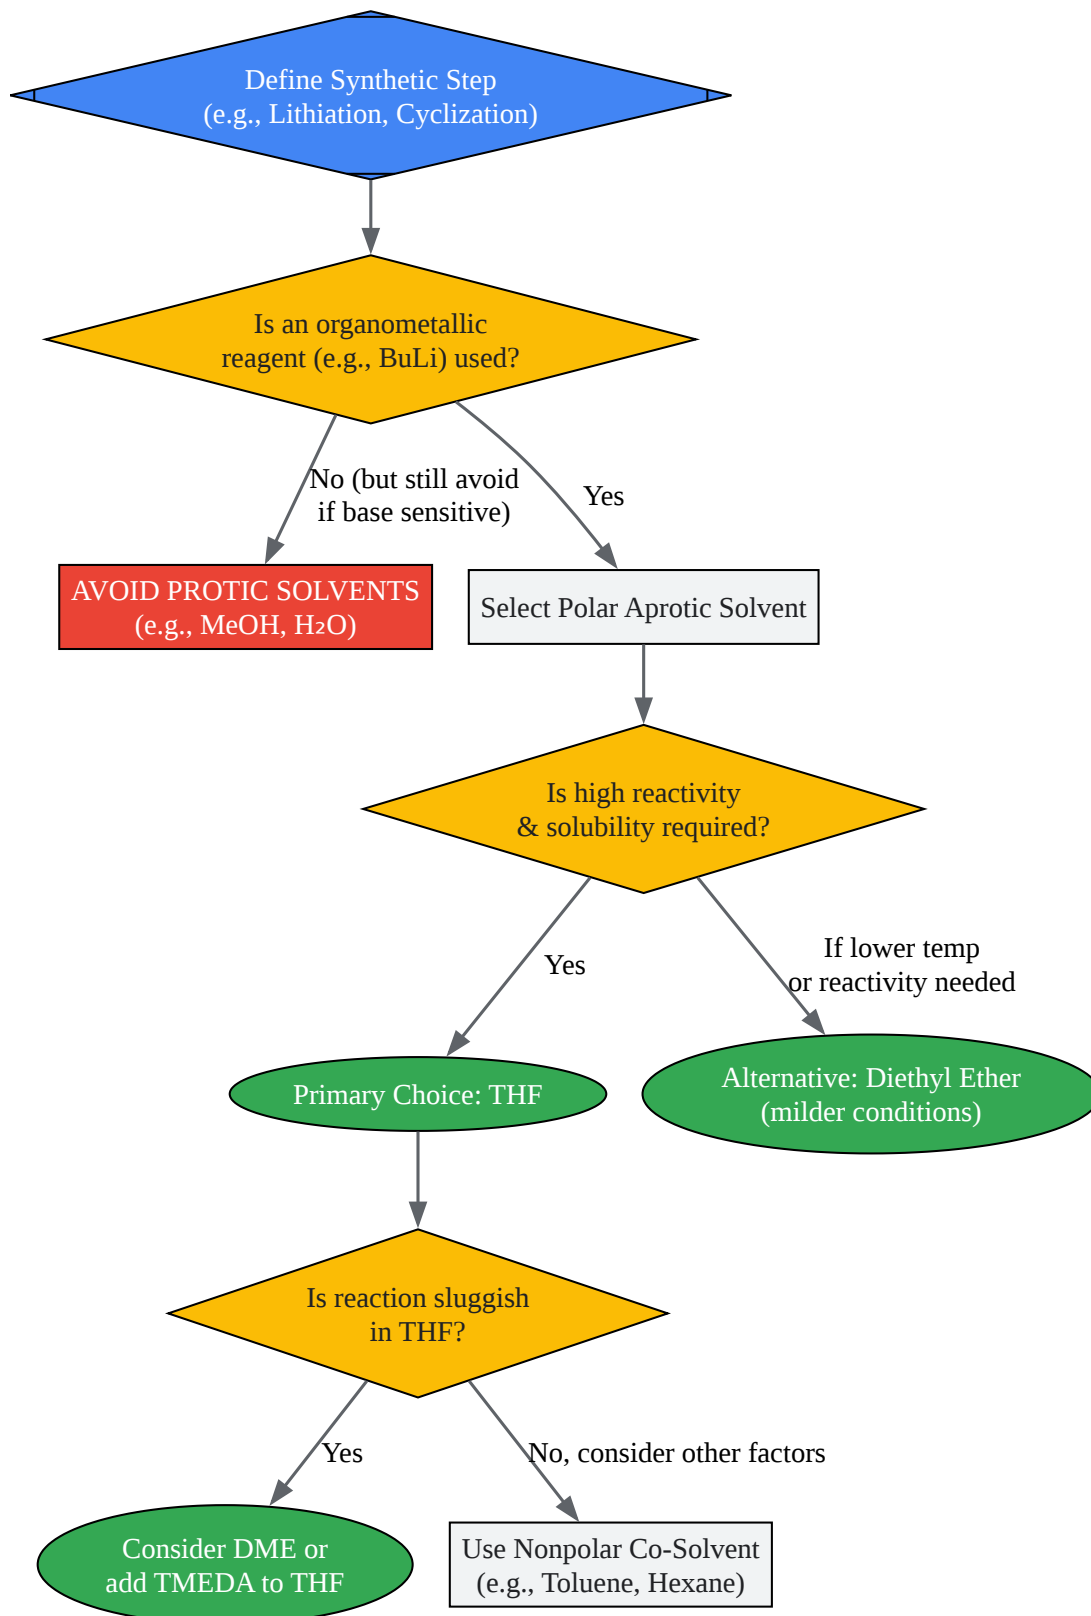 Define Synthetic Step
(e.g., Lithiation, Cyclization)
Is an organometallic
reagent (e.g., BuLi) used?
No (but still avoid
if base sensitive)
Yes
AVOID PROTIC SOLVENTS
(e.g., MeOH, H₂O)
Select Polar Aprotic Solvent
Is high reactivity
& solubility required?
Yes
If lower temp
or reactivity needed
Primary Choice: THF
Alternative: Diethyl Ether
(milder conditions)
Is reaction sluggish
in THF?
Yes
No, consider other factors
Consider DME or
add TMEDA to THF
Use Nonpolar Co-Solvent
(e.g., Toluene, Hexane)